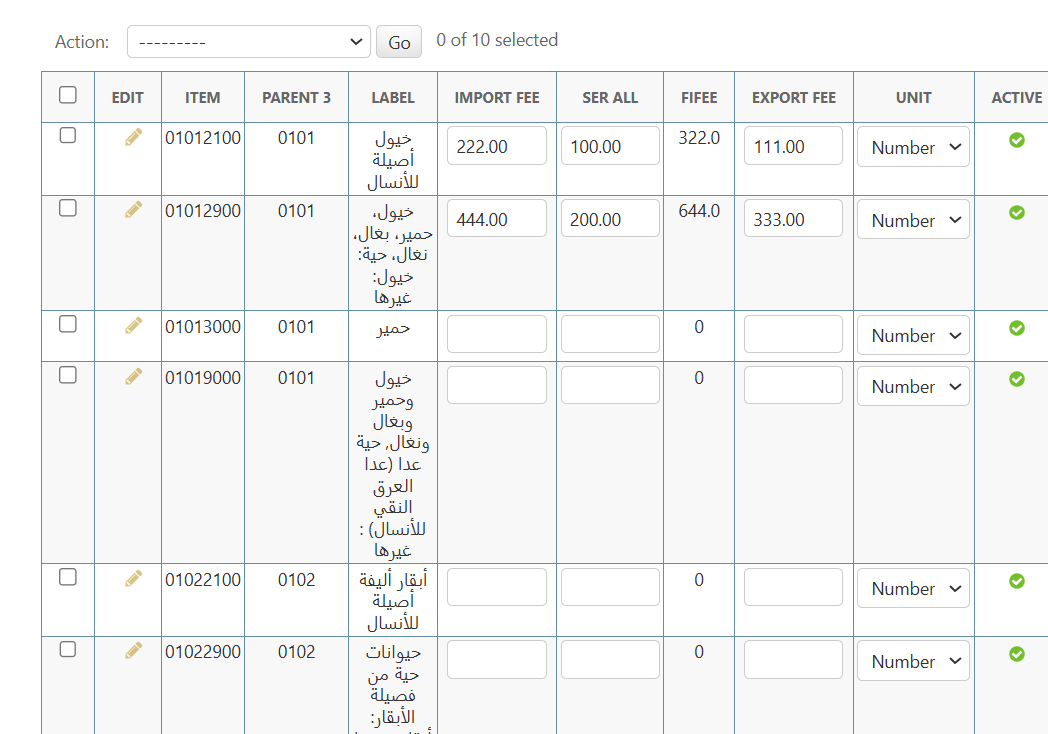 Action: --------- Go 0 of 10 selected
EDIT ITEM PARENT 3 LABEL IMPORT FEE SER ALL FIFEE EXPORT FEE UNIT ACTIVE
01012100 0101 خيول 222.00 100.00 322.0 111.00 Number
أصيلة
للأنسال
01012900 0101 خيول، 444.00 200.00 644.0 333.00 Number
حمير، بغال،
نغال، حية:
خيول:
غيرها
01013000 0101 حمير 0 Number
01019000 0101 خيول 0 Number
وحمير
وبغال
ونغال, حية
عدا (عدا
العرق
النقي
للأنسال) :
غيرها
01022100 0102 أبقار أليفة 0 Number
أصيلة
للأنسال
01022900 0102 حيوانات 0 Number
حية من
فصيلة
الأبقار: